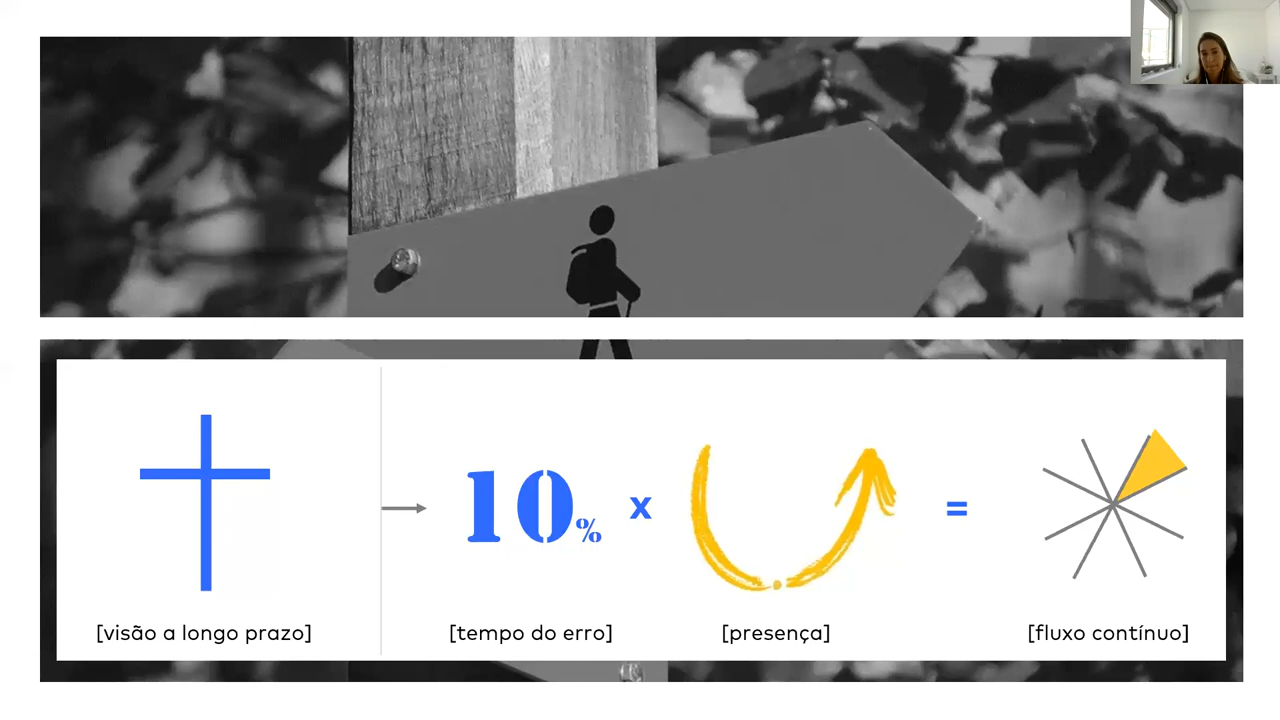 10% x =
[visão a longo prazo] [tempo do erro] [presença] [fluxo contínuo]